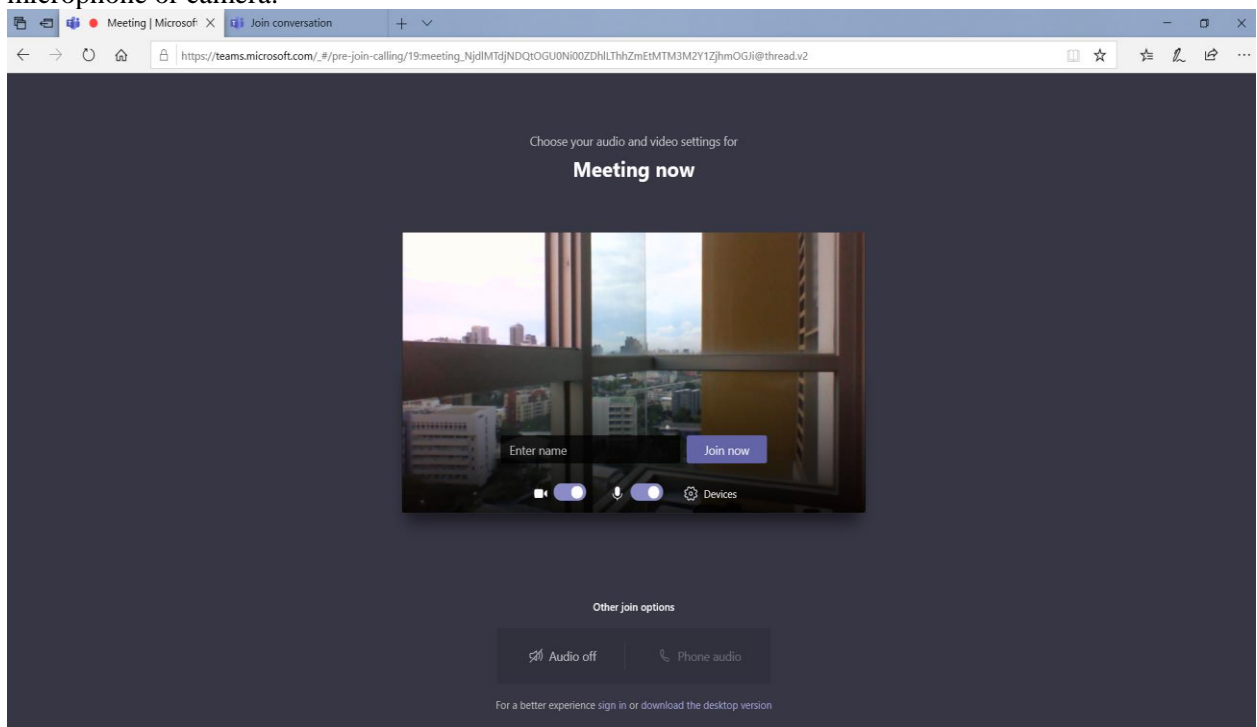 microphone or camera.
Meeting | Microsoft
Join conversation
https://teams.microsoft.com/_#/pre-join-calling/19:meeting_NjdlMTdjNDQtOGU0Ni00ZDhlLThhZmEtMTM3M2Y1ZjhmOGJi@thread.v2
Choose your audio and video settings for
Meeting now
Enter name
Join now
Devices
Other join options
Audio off
Phone audio
For a better experience sign in or download the desktop version